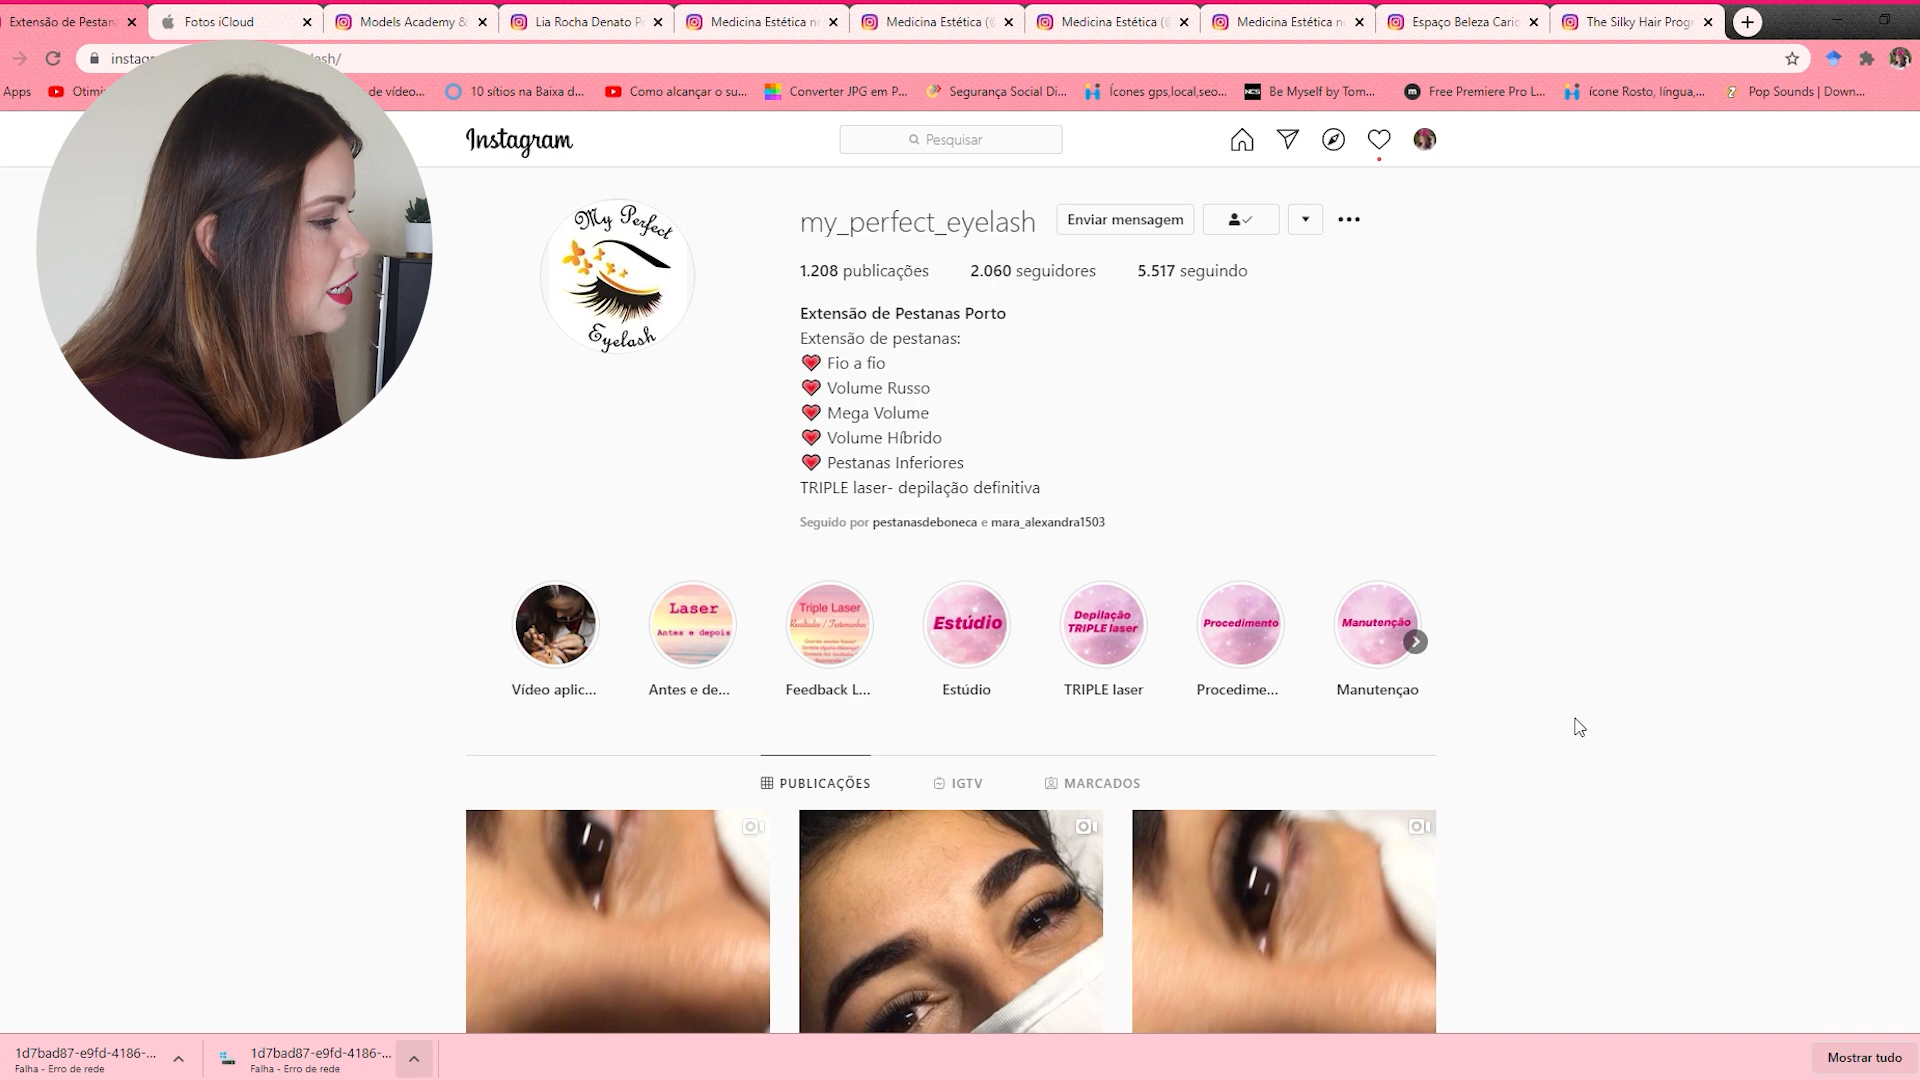 Extensão de Pestan
Fotos iCloud
Models Academy &
Lia Rocha Denato P
Medicina Estética n
Medicina Estética (@
Medicina Estética (@
Medicina Estética n
Espaço Beleza Cario
The Silky Hair Prog
instag
ash/
Apps
Otimi
de vídeo...
10 sítios na Baixa d...
Como alcançar o su...
Converter JPG em P...
Segurança Social Di...
Ícones gps,local,seo...
NCS
Be Myself by Tom...
Free Premiere Pro L...
ícone Rosto, língua,...
Pop Sounds | Down...
Instagram
Pesquisar
My Perfect
Eyelash
my_perfect_eyelash
Enviar mensagem
1.208 publicações
2.060 seguidores
5.517 seguindo
Extensão de Pestanas Porto
Extensão de pestanas:
Fio a fio
Volume Russo
Mega Volume
Volume Híbrido
Pestanas Inferiores
TRIPLE laser- depilação definitiva
Seguido por pestanasdeboneca e mara_alexandra1503
Laser
Antes e depois
Triple Laser
Resultados / Testemunhos
Estúdio
Depilação
TRIPLE laser
Procedimento
Manutenção
Vídeo aplic...
Antes e de...
Feedback L...
Estúdio
TRIPLE laser
Procedime...
Manutençao
PUBLICAÇÕES
IGTV
MARCADOS
1d7bad87-e9fd-4186-...
Falha - Erro de rede
1d7bad87-e9fd-4186-...
Falha - Erro de rede
Mostrar tudo